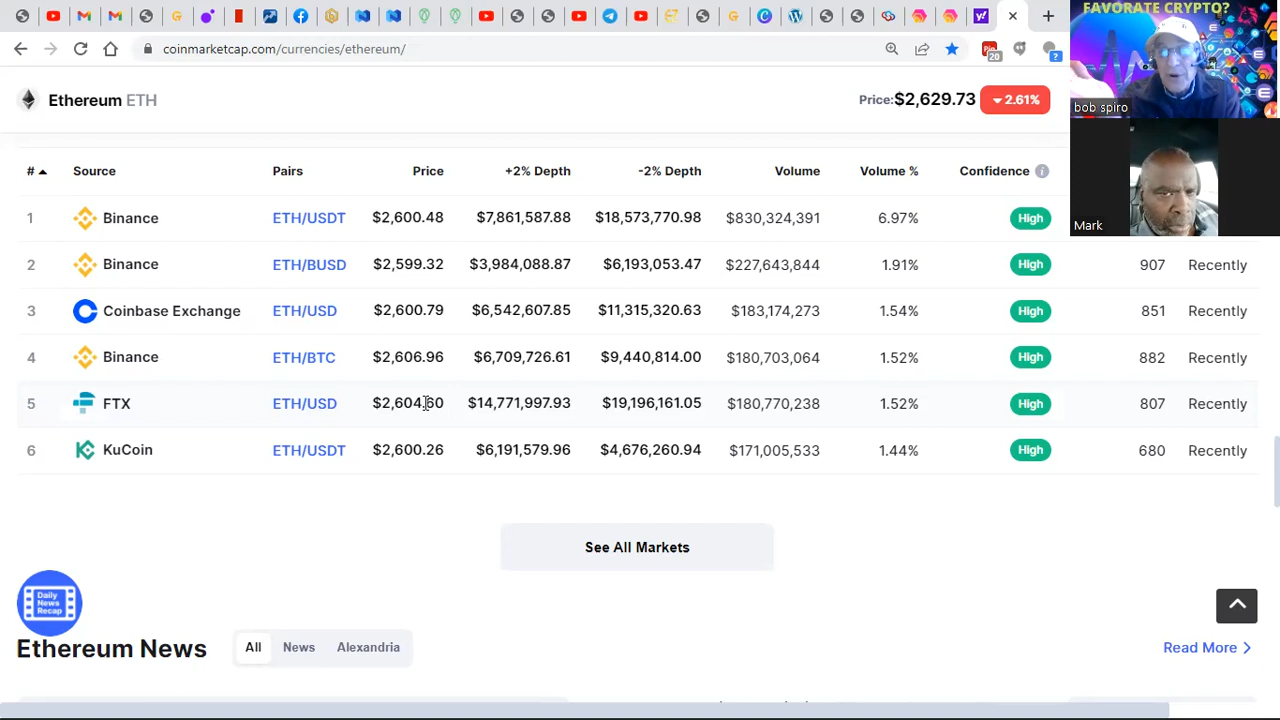 FAVORATE CRYPTO?
coinmarketcap.com/currencies/ethereum/
20
?
bob spiro
Ethereum ETH
Price:$2,629.73 2.61%
# Source Pairs Price +2% Depth -2% Depth Volume Volume % Confidence i
Mark
1 Binance ETH/USDT $2,600.48 $7,861,587.88 $18,573,770.98 $830,324,391 6.97% High
2 Binance ETH/BUSD $2,599.32 $3,984,088.87 $6,193,053.47 $227,643,844 1.91% High 907 Recently
3 Coinbase Exchange ETH/USD $2,600.79 $6,542,607.85 $11,315,320.63 $183,174,273 1.54% High 851 Recently
4 Binance ETH/BTC $2,606.96 $6,709,726.61 $9,440,814.00 $180,703,064 1.52% High 882 Recently
5 FTX ETH/USD $2,604.60 $14,771,997.93 $19,196,161.05 $180,770,238 1.52% High 807 Recently
6 KuCoin ETH/USDT $2,600.26 $6,191,579.96 $4,676,260.94 $171,005,533 1.44% High 680 Recently
See All Markets
Daily
News
Recap
Ethereum News All News Alexandria Read More